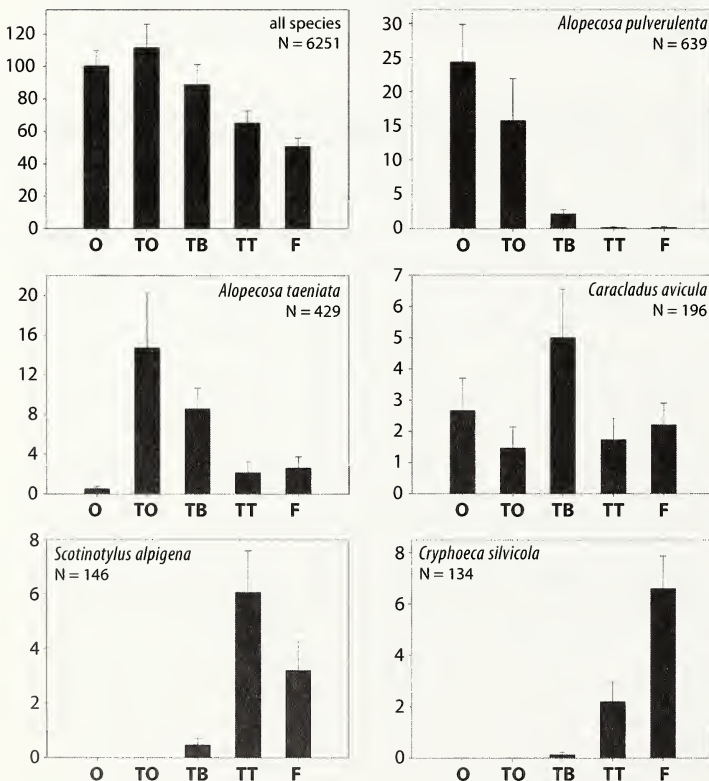 all species
N = 6251
120
100
80
60
40
20
0
O TO TB TT F
Alopecosa pulverulenta
N = 639
30
25
20
15
10
5
0
O TO TB TT F
Alopecosa taeniata
N = 429
20
16
12
8
4
0
O TO TB TT F
Caracladus avicula
N = 196
7
6
5
4
3
2
1
0
O TO TB TT F
Scotinotylus alpigena
N = 146
8
6
4
2
0
O TO TB TT F
Cryphoeca silvicola
N = 134
8
6
4
2
0
O TO TB TT F